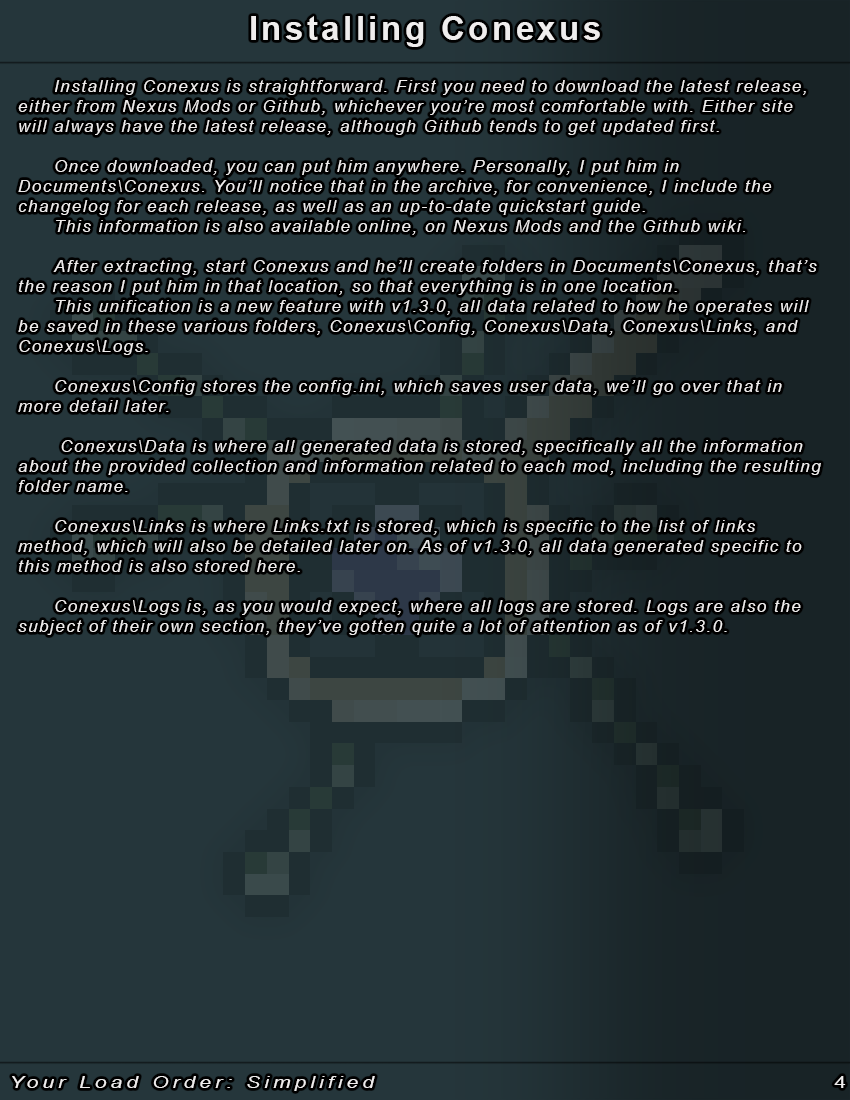 Installing Conexus
Installing Conexus is straightforward. First you need to download the latest release,
either from Nexus Mods or Github, whichever you’re most comfortable with. Either site
will always have the latest release, although Github tends to get updated first.
Once downloaded, you can put him anywhere. Personally, I put him in
Documents\Conexus. You’ll notice that in the archive, for convenience, I include the
changelog for each release, as well as an up-to-date quickstart guide.
This information is also available online, on Nexus Mods and the Github wiki.
After extracting, start Conexus and he’ll create folders in Documents\Conexus, that’s
the reason I put him in that location, so that everything is in one location.
This unification is a new feature with v1.3.0, all data related to how he operates will
be saved in these various folders, Conexus\Config, Conexus\Data, Conexus\Links, and
Conexus\Logs.
Conexus\Config stores the config.ini, which saves user data, we’ll go over that in
more detail later.
Conexus\Data is where all generated data is stored, specifically all the information
about the provided collection and information related to each mod, including the resulting
folder name.
Conexus\Links is where Links.txt is stored, which is specific to the list of links
method, which will also be detailed later on. As of v1.3.0, all data generated specific to
this method is also stored here.
Conexus\Logs is, as you would expect, where all logs are stored. Logs are also the
subject of their own section, they’ve gotten quite a lot of attention as of v1.3.0.
Your Load Order: Simplified
4